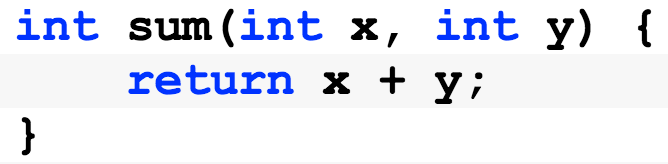 int sum(int x, int y) {
    return x + y;
}